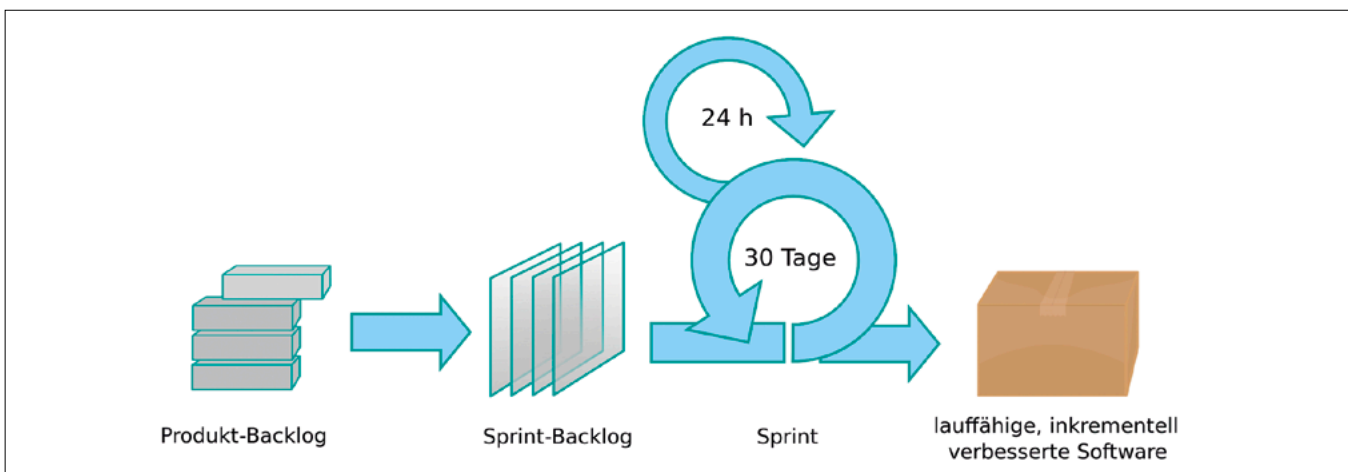 24 h
30 Tage
Produkt-Backlog
Sprint-Backlog
Sprint
lauffähige, inkrementell
verbesserte Software